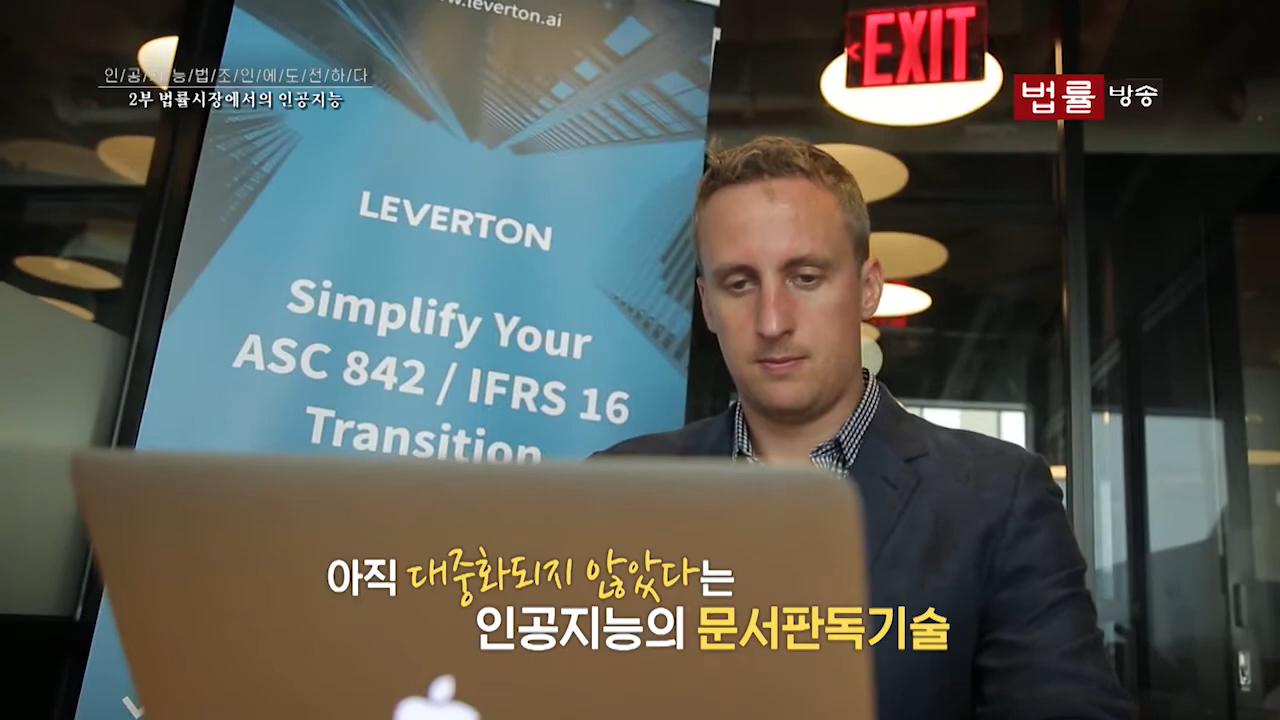 www.leverton.ai
EXIT
인/공/지/능/법/조/인/에/도/전/하/다
2부 법률시장에서의 인공지능
법률방송
LEVERTON
Simplify Your
ASC 842 / IFRS 16
Transition
아직 대중화되지 않았다는
인공지능의 문서판독기술